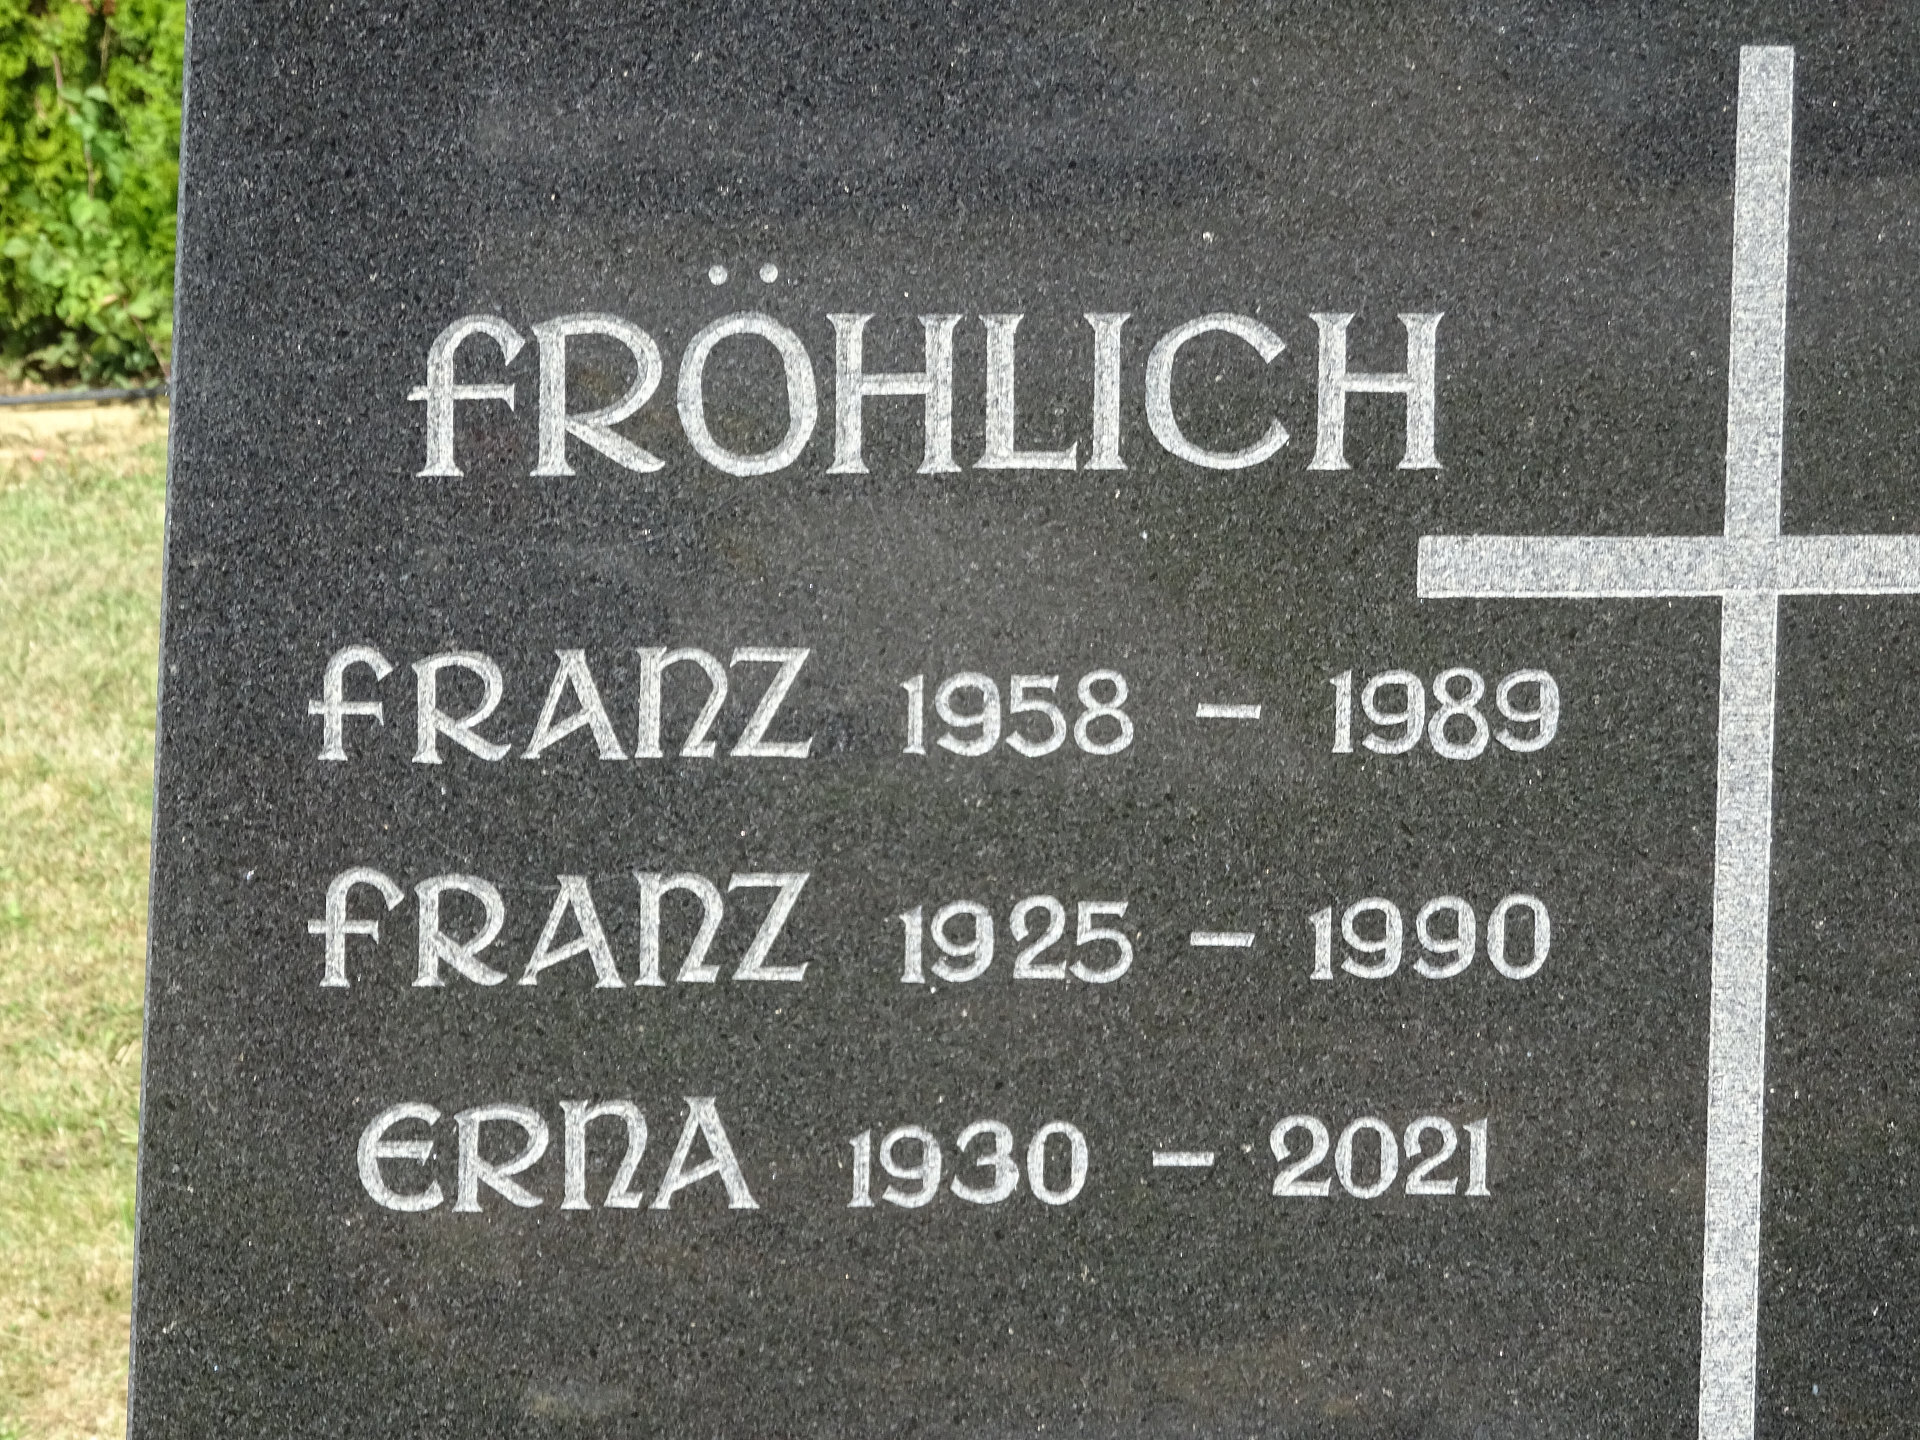 FRÖHLICH
FRANZ 1958 – 1989
FRANZ 1925 – 1990
ERNA 1930 – 2021